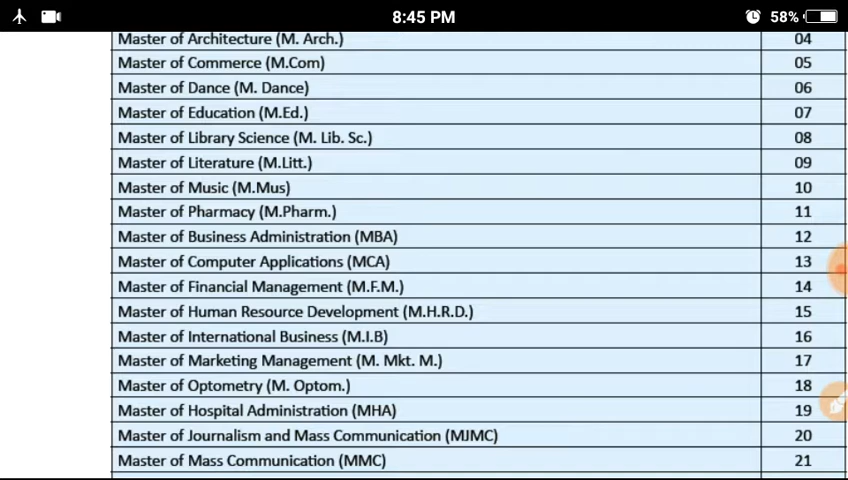 8:45 PM 58%
Master of Architecture (M. Arch.) 04
Master of Commerce (M.Com) 05
Master of Dance (M. Dance) 06
Master of Education (M.Ed.) 07
Master of Library Science (M. Lib. Sc.) 08
Master of Literature (M.Litt.) 09
Master of Music (M.Mus) 10
Master of Pharmacy (M.Pharm.) 11
Master of Business Administration (MBA) 12
Master of Computer Applications (MCA) 13
Master of Financial Management (M.F.M.) 14
Master of Human Resource Development (M.H.R.D.) 15
Master of International Business (M.I.B) 16
Master of Marketing Management (M. Mkt. M.) 17
Master of Optometry (M. Optom.) 18
Master of Hospital Administration (MHA) 19
Master of Journalism and Mass Communication (MJMC) 20
Master of Mass Communication (MMC) 21